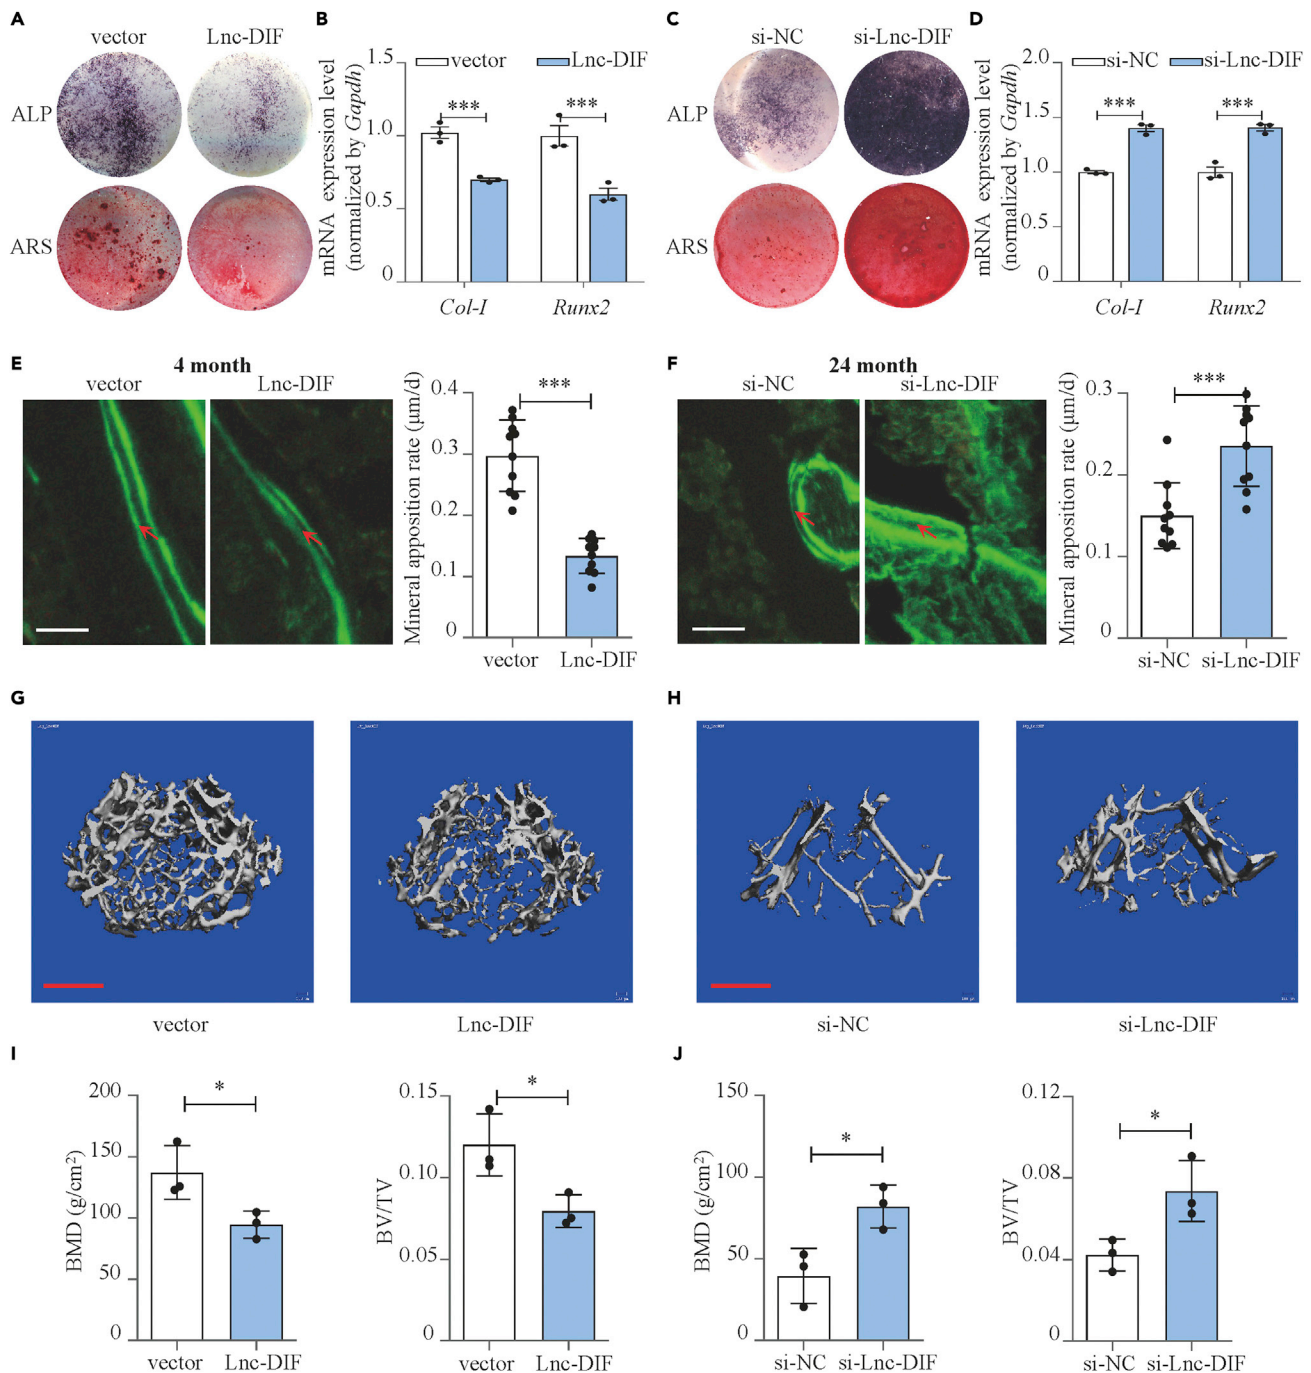 A
vector
Lnc-DIF
ALP
ARS
B
mRNA expression level
(normalized by Gapdh)
vector
Lnc-DIF
1.5
1.0
0.5
0
***
***
Col-I
Runx2
C
si-NC
si-Lnc-DIF
ALP
ARS
D
mRNA expression level
(normalized by Gapdh)
si-NC
si-Lnc-DIF
2.0
1.5
1.0
0.5
0
***
***
Col-I
Runx2
E
4 month
vector
Lnc-DIF
Mineral apposition rate (μm/d)
0.4
0.3
0.2
0.1
0
***
vector
Lnc-DIF
F
24 month
si-NC
si-Lnc-DIF
Mineral apposition rate (μm/d)
0.3
0.2
0.1
0
***
si-NC
si-Lnc-DIF
G
vector
Lnc-DIF
H
si-NC
si-Lnc-DIF
I
BMD (g/cm²)
200
150
100
50
0
*
vector
Lnc-DIF
BV/TV
0.15
0.10
0.05
0
*
vector
Lnc-DIF
J
BMD (g/cm²)
150
100
50
0
*
si-NC
si-Lnc-DIF
BV/TV
0.12
0.08
0.04
0
*
si-NC
si-Lnc-DIF